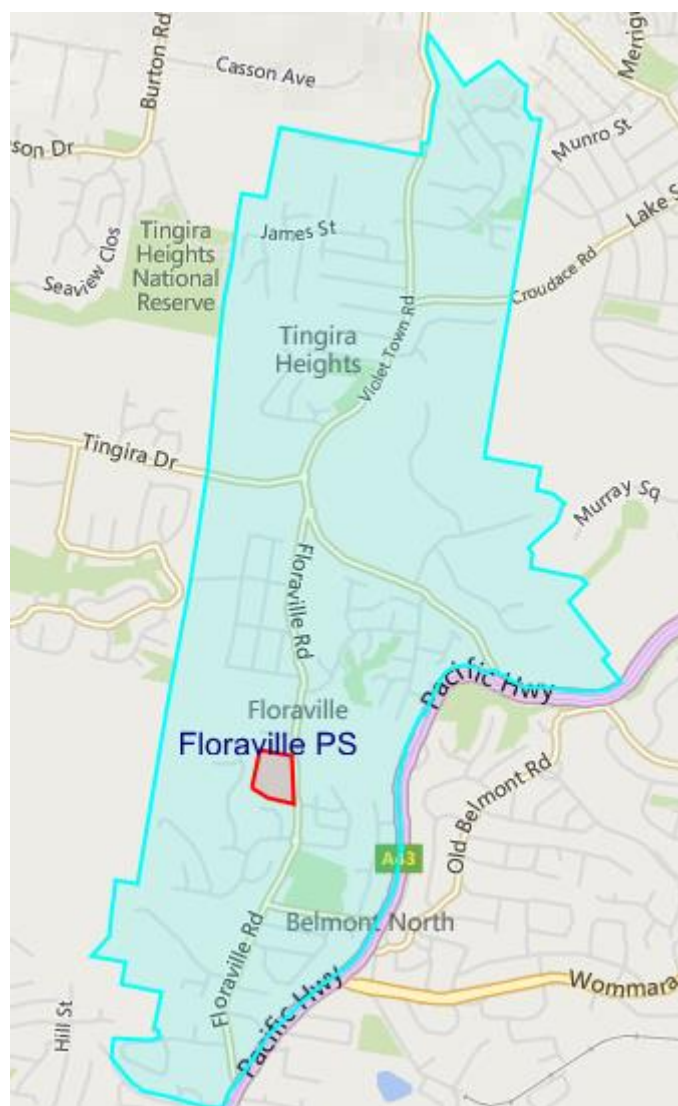 Burton Rd
Casson Ave
Merrig
Munro St
son Dr
Lake S
Tingira
Heights
National
Reserve
James St
Seaview Clos
Croudace Rd
Tingira
Heights
Violet Town Rd
Tingira Dr
Murray Sq
Floraville Rd
Pacific Hwy
Floraville
Floraville PS
Old Belmont Rd
A43
Belmont North
Floraville Rd
Pacific Hwy
Wommara
Hill St